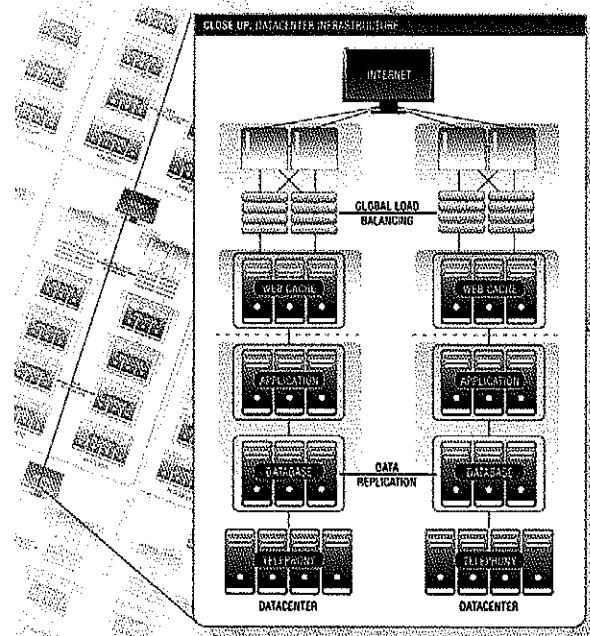 CLOSE UP: DATACENTER INFRASTRUCTURE
INTERNET
GLOBAL LOAD
BALANCING
WEB CACHE
WEB CACHE
APPLICATION
APPLICATION
DATABASE
DATA
REPLICATION
DATABASE
TELEPHONY
TELEPHONY
DATACENTER
DATACENTER